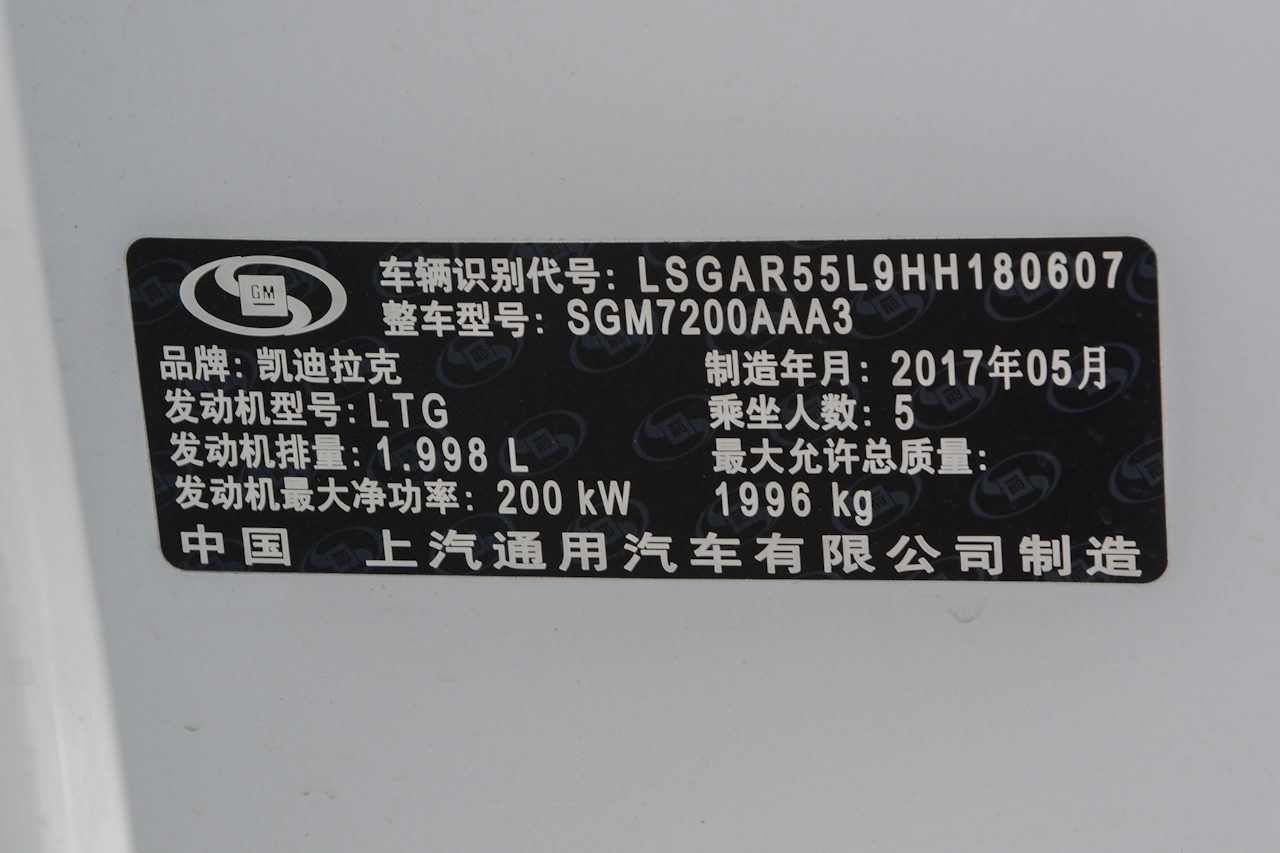 GM
车辆识别代号: LSGAR55L9HH180607
整车型号: SGM7200AAA3
品牌: 凯迪拉克
制造年月: 2017年05月
发动机型号: LTG
乘坐人数: 5
发动机排量: 1.998 L
最大允许总质量:
发动机最大净功率: 200 kW
1996 kg
中国 上汽通用汽车有限公司制造